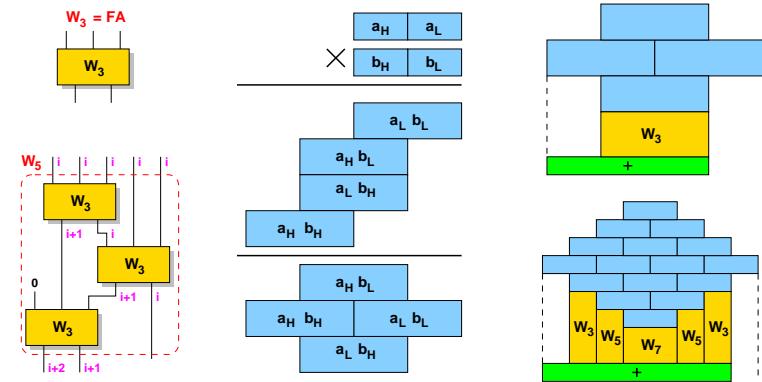 W3 = FA
W3
W5
i i i i i
W3
i+1 i
W3
0
i+1 i
W3
i+2 i+1
aH aL
× bH bL
aL bL
aH bL
aL bH
aH bH
aH bL
aH bH aL bL
aL bH
W3
+
W3 W5 W7 W5 W3
+